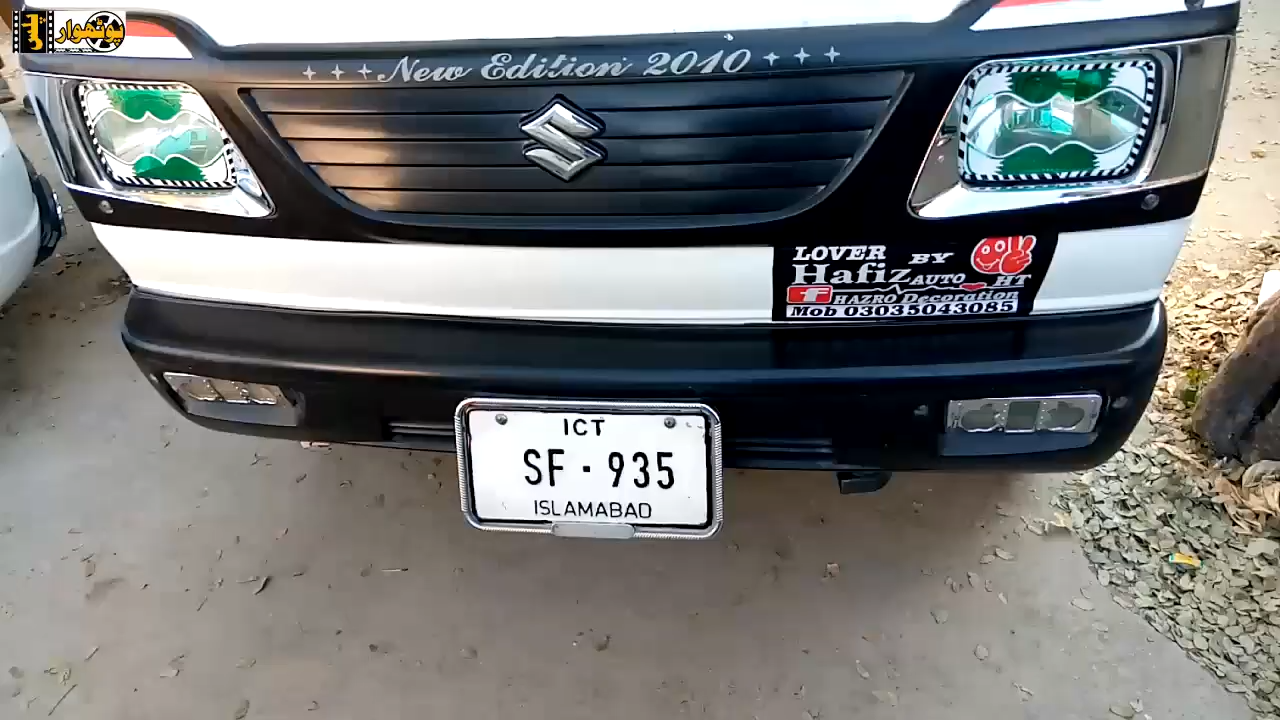 پوٹھوار
New Edition 2010
LOVER BY
Hafiz AUTO HT
f HAZRO Decoration
Mob 03035043085
ICT
SF·935
ISLAMABAD